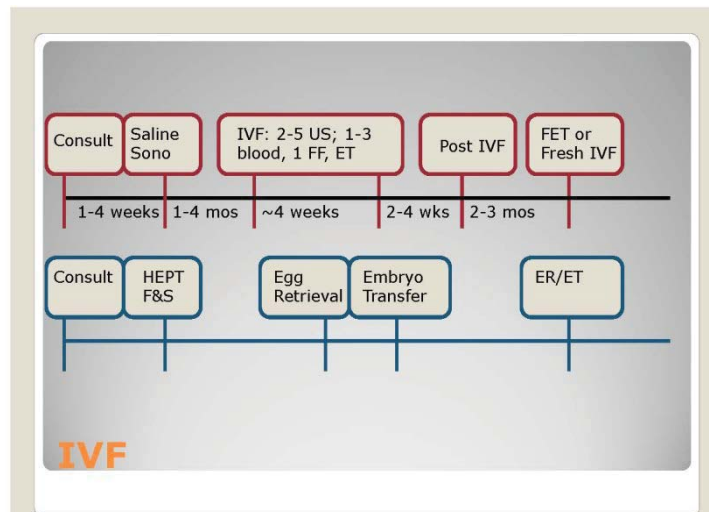 Consult
Saline
Sono
IVF: 2-5 US; 1-3
blood, 1 FF, ET
Post IVF
FET or
Fresh IVF
1-4 weeks
1-4 mos
~4 weeks
2-4 wks
2-3 mos
Consult
HEPT
F&S
Egg
Retrieval
Embryo
Transfer
ER/ET
IVF